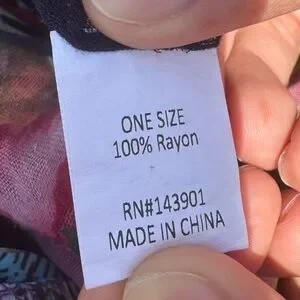 ONE SIZE
100% Rayon
RN#143901
MADE IN CHINA